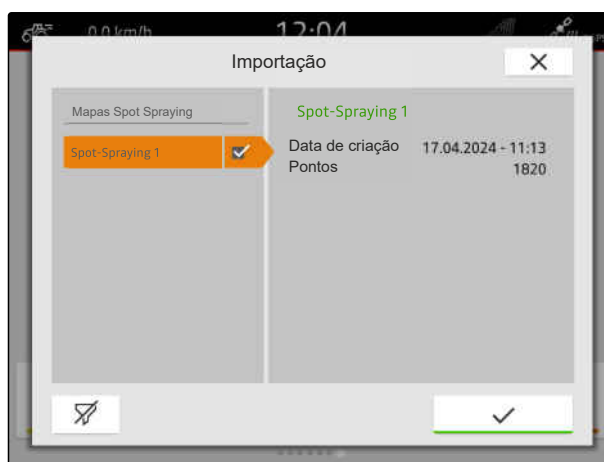 0.0 km/h
12:04
Importação
Mapas Spot Spraying
Spot-Spraying 1
Spot-Spraying 1
Data de criação 17.04.2024 - 11:13
Pontos 1820